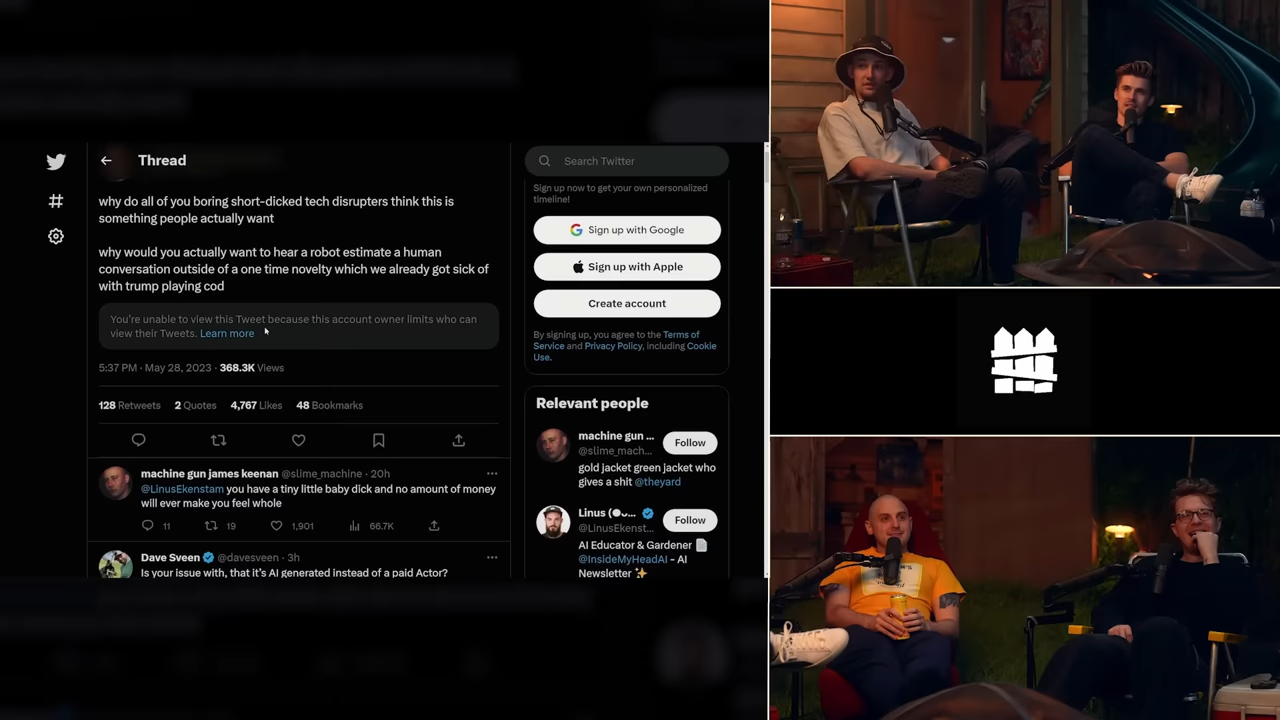 Thread
why do all of you boring short-dicked tech disrupters think this is
something people actually want
why would you actually want to hear a robot estimate a human
conversation outside of a one time novelty which we already got sick of
with trump playing cod
You're unable to view this Tweet because this account owner limits who can
view their Tweets. Learn more
5:37 PM · May 28, 2023 · 368.3K Views
128 Retweets 2 Quotes 4,767 Likes 48 Bookmarks
machine gun james keenan @slime_machine · 20h
@LinusEkenstam you have a tiny little baby dick and no amount of money
will ever make you feel whole
11 19 1,901 66.7K
Dave Sveen @davesveen · 3h
Is your issue with, that it's AI generated instead of a paid Actor?
Search Twitter
Sign up now to get your own personalized
timeline!
Sign up with Google
Sign up with Apple
Create account
By signing up, you agree to the Terms of
Service and Privacy Policy, including Cookie
Use.
Relevant people
machine gun ...
@slime_mach...
Follow
gold jacket green jacket who
gives a shit @theyard
Linus
@LinusEkenst...
Follow
AI Educator & Gardener
@InsideMyHeadAI - AI
Newsletter